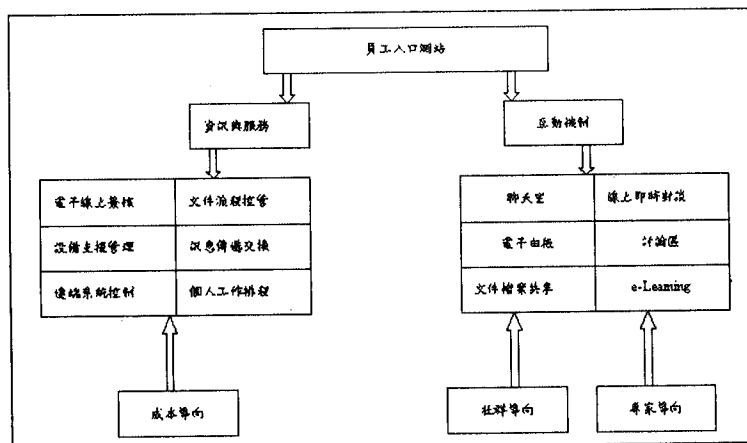 員工入口網站
資訊與服務
互動機制
電子線上簽核
文件流程控管
聊天室
線上即時對談
設備支援管理
訊息傳遞交換
電子白板
討論區
遠端系統控制
個人工作排程
文件檔案共享
e-Learning
成本導向
社群導向
專家導向